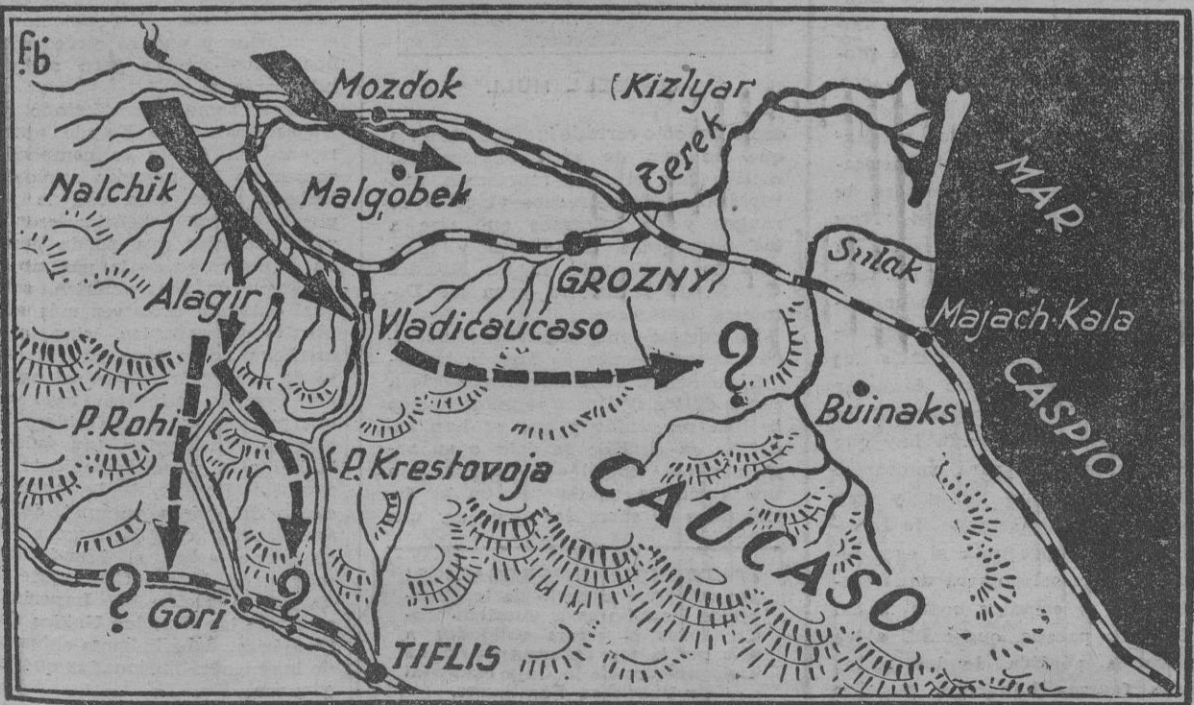 fb
Mozdok
Kizlyar
Terek
MAR
CASPIO
Nalchik
Malgobek
Sulak
GROZNY
Alagir
Vladicaucaso
Majach-Kala
?
Buinaks
P. Rohi
P. Krestovoja
CAUCASO
?
Gori
?
TIFLIS